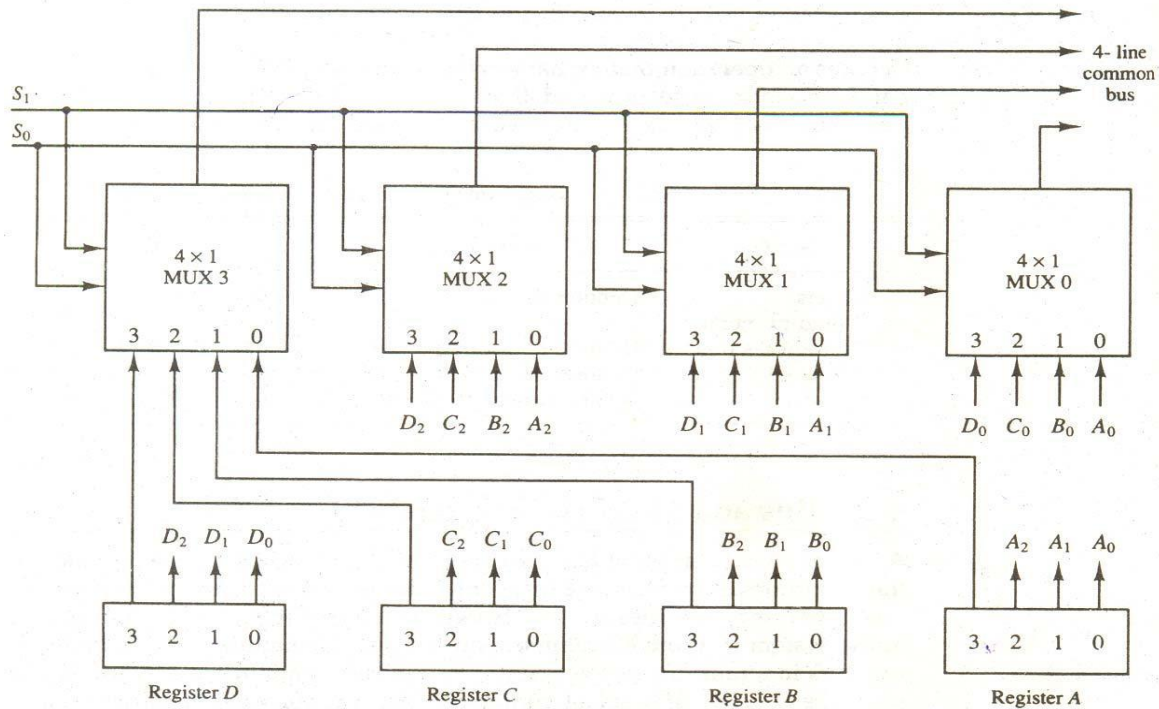 4- line
common
bus
S1
S0
4 × 1
MUX 3
4 × 1
MUX 2
4 × 1
MUX 1
4 × 1
MUX 0
3 2 1 0
3 2 1 0
3 2 1 0
3 2 1 0
D2 C2 B2 A2
D1 C1 B1 A1
D0 C0 B0 A0
D2 D1 D0
C2 C1 C0
B2 B1 B0
A2 A1 A0
3 2 1 0
3 2 1 0
3 2 1 0
3 2 1 0
Register D
Register C
Register B
Register A